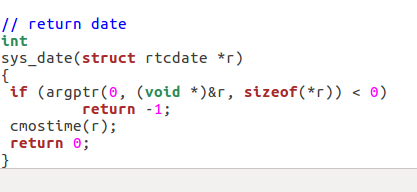 // return date
int
sys_date(struct rtcdate *r)
{
 if (argptr(0, (void *)&r, sizeof(*r)) < 0)
         return -1;
 cmostime(r);
 return 0;
}